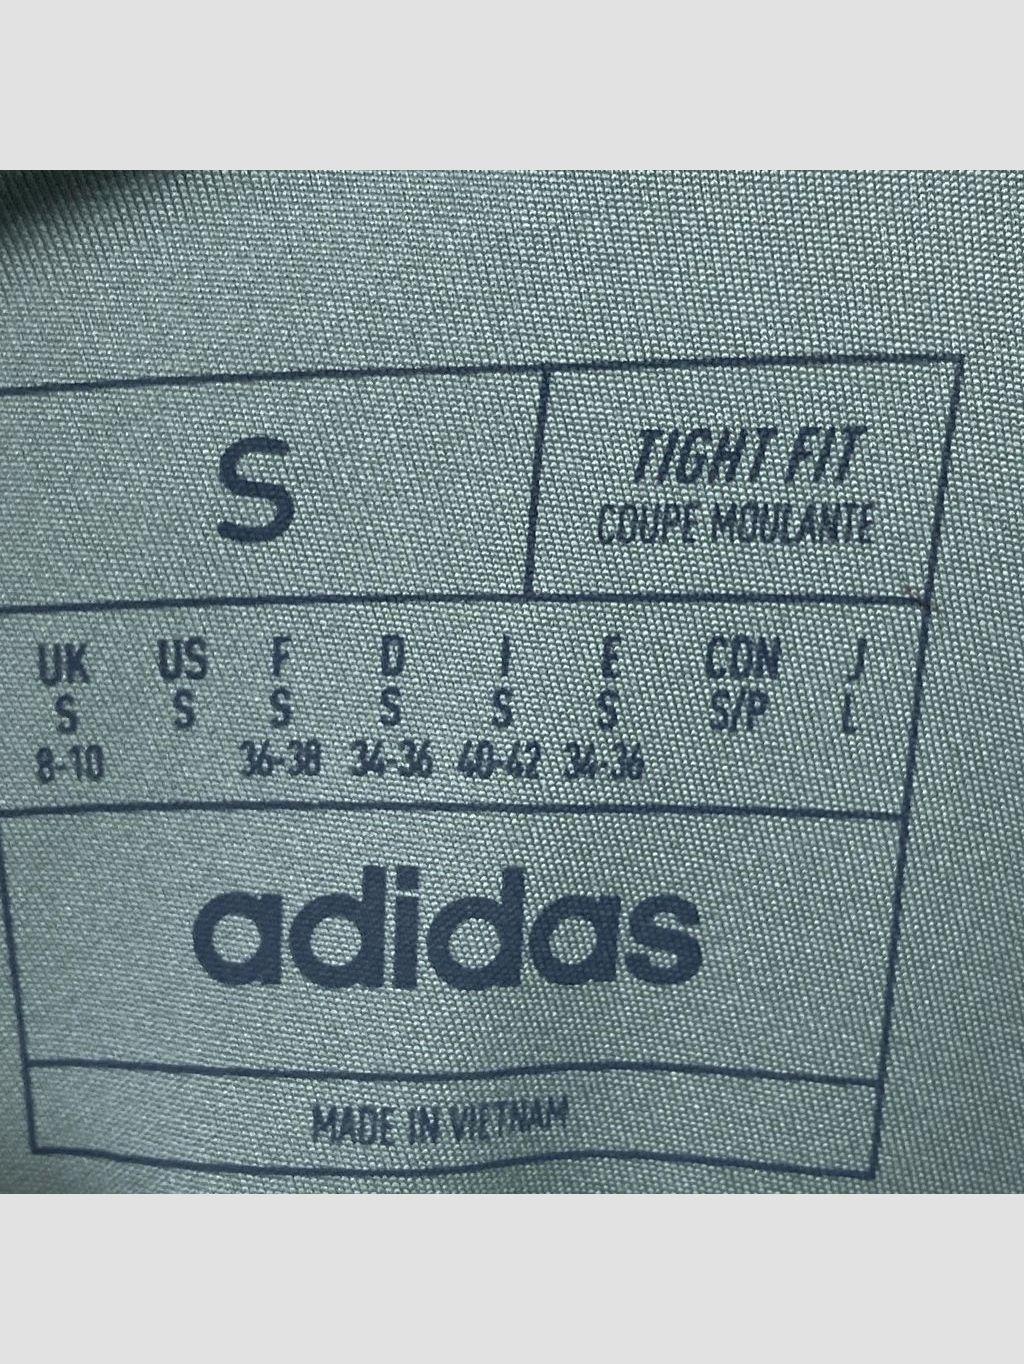 S
TIGHT FIT
COUPE MOULANTE
UK US F D I E CON J
S S S S S S S/P L
8-10 36-38 34-36 40-42 34-36
adidas
MADE IN VIETNAM